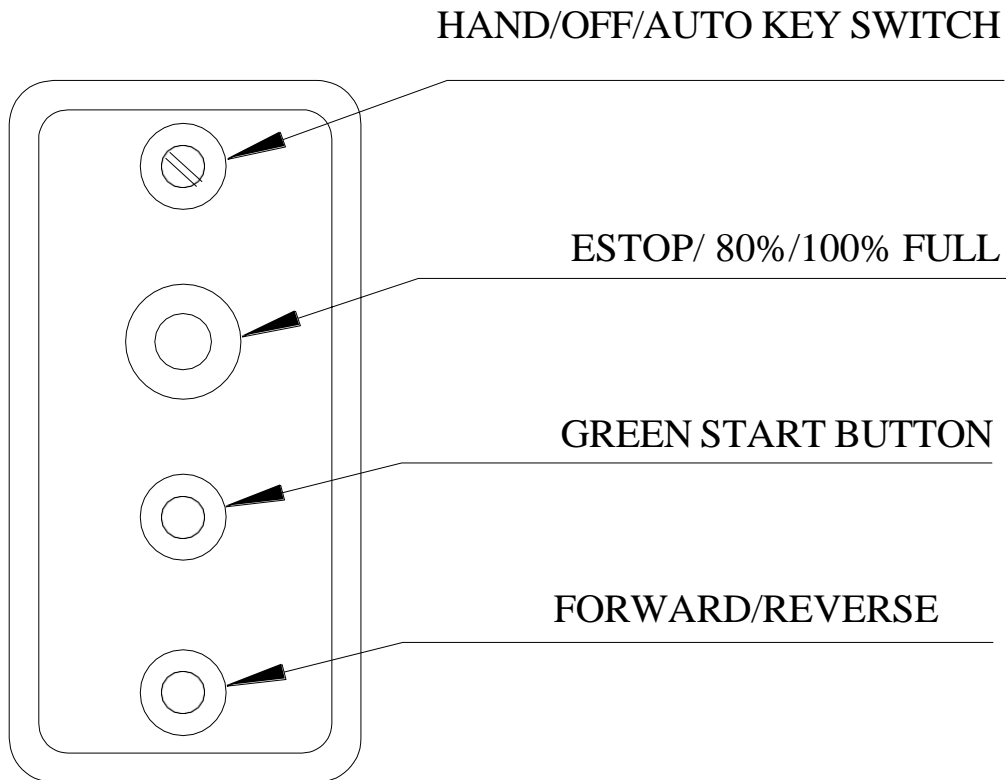 HAND/OFF/AUTO KEY SWITCH
ESTOP/ 80%/100% FULL
GREEN START BUTTON
FORWARD/REVERSE